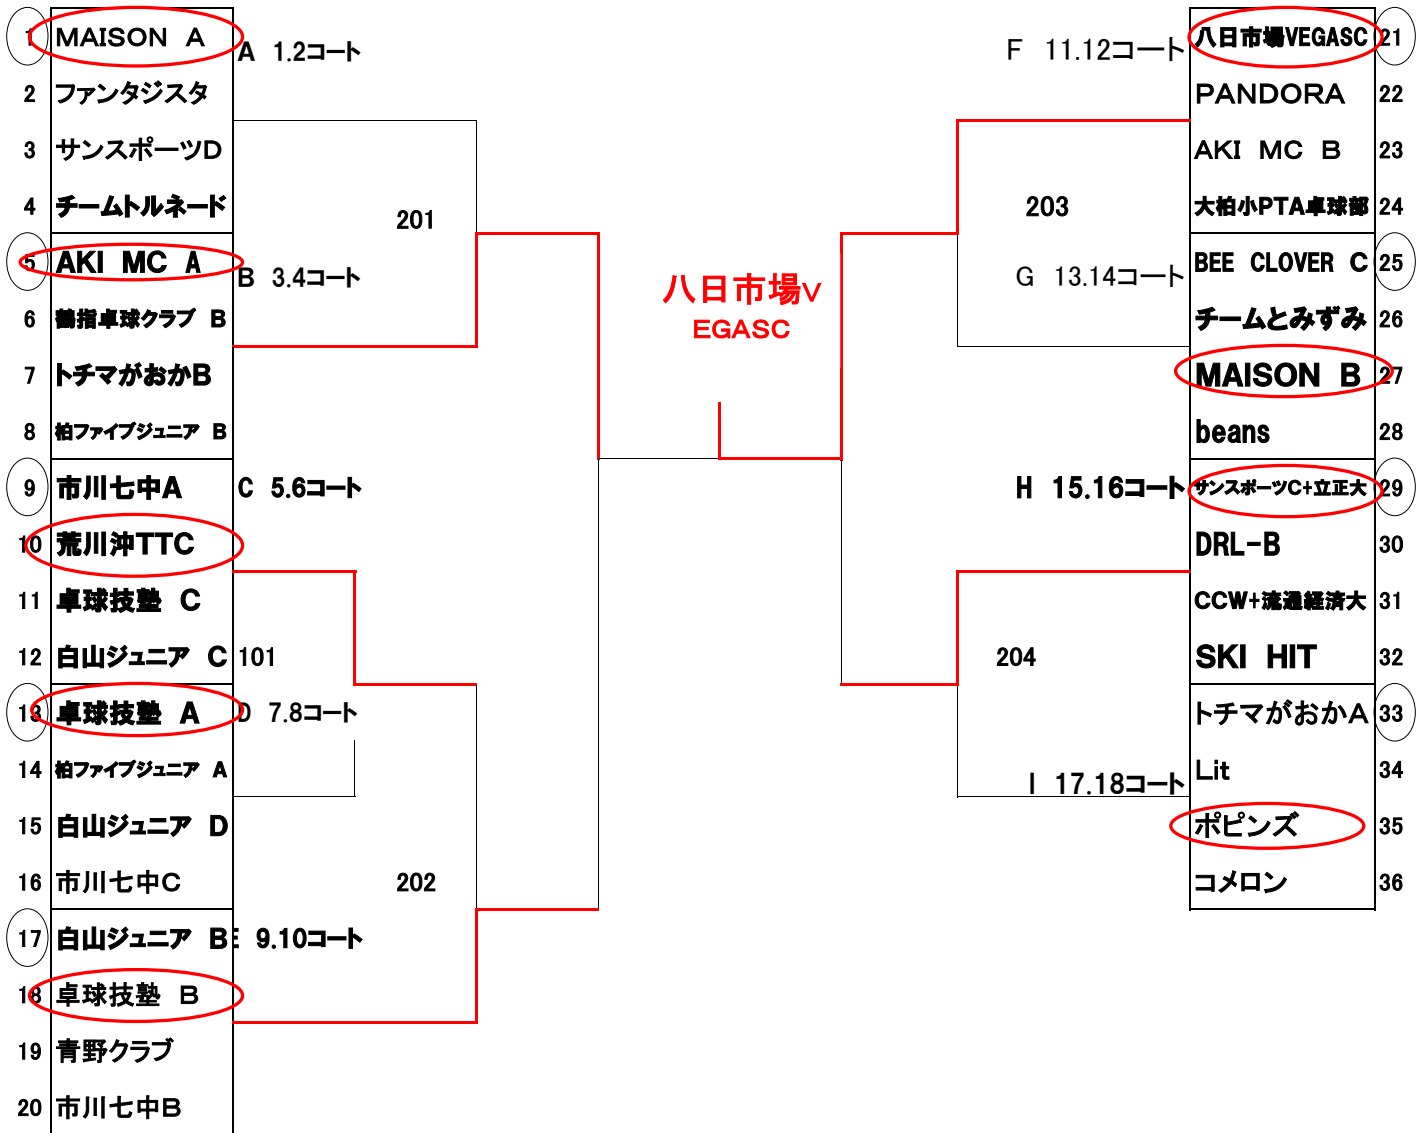 1 MAISON A
A 1.2コート
2 ファンタジスタ
3 サンスポーツD
4 チームトルネード
201
5 AKI MC A
B 3.4コート
6 鶴指卓球クラブ B
7 トチマがおかB
8 柏ファイブジュニア B
9 市川七中A
C 5.6コート
10 荒川沖TTC
11 卓球技塾 C
12 白山ジュニア C
101
13 卓球技塾 A
D 7.8コート
14 柏ファイブジュニア A
15 白山ジュニア D
16 市川七中C
202
17 白山ジュニア B
E 9.10コート
18 卓球技塾 B
19 青野クラブ
20 市川七中B
八日市場V
EGASC
F 11.12コート
八日市場VEGASC 21
PANDORA 22
AKI MC B 23
203
大柏小PTA卓球部 24
G 13.14コート
BEE CLOVER C 25
チームとみずみ 26
MAISON B 27
beans 28
H 15.16コート
サンスポーツC+立正大 29
DRL-B 30
CCW+流通経済大 31
204
SKI HIT 32
トチマがおかA 33
I 17.18コート
Lit 34
ポピンズ 35
コメロン 36